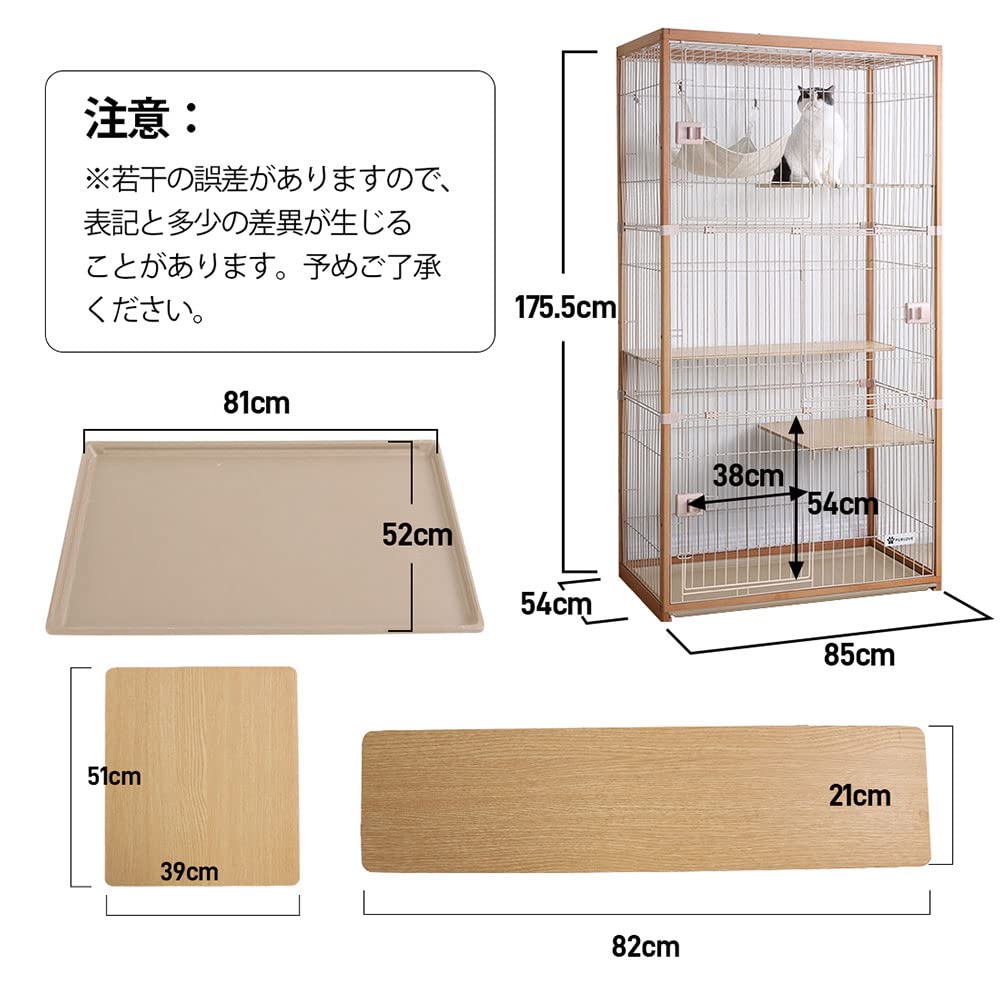 注意：
※若干の誤差がありますので、
表記と多少の差異が生じる
ことがあります。予めご了承
ください。
175.5cm
38cm
54cm
PURLOVE
54cm
85cm
81cm
52cm
51cm
39cm
21cm
82cm